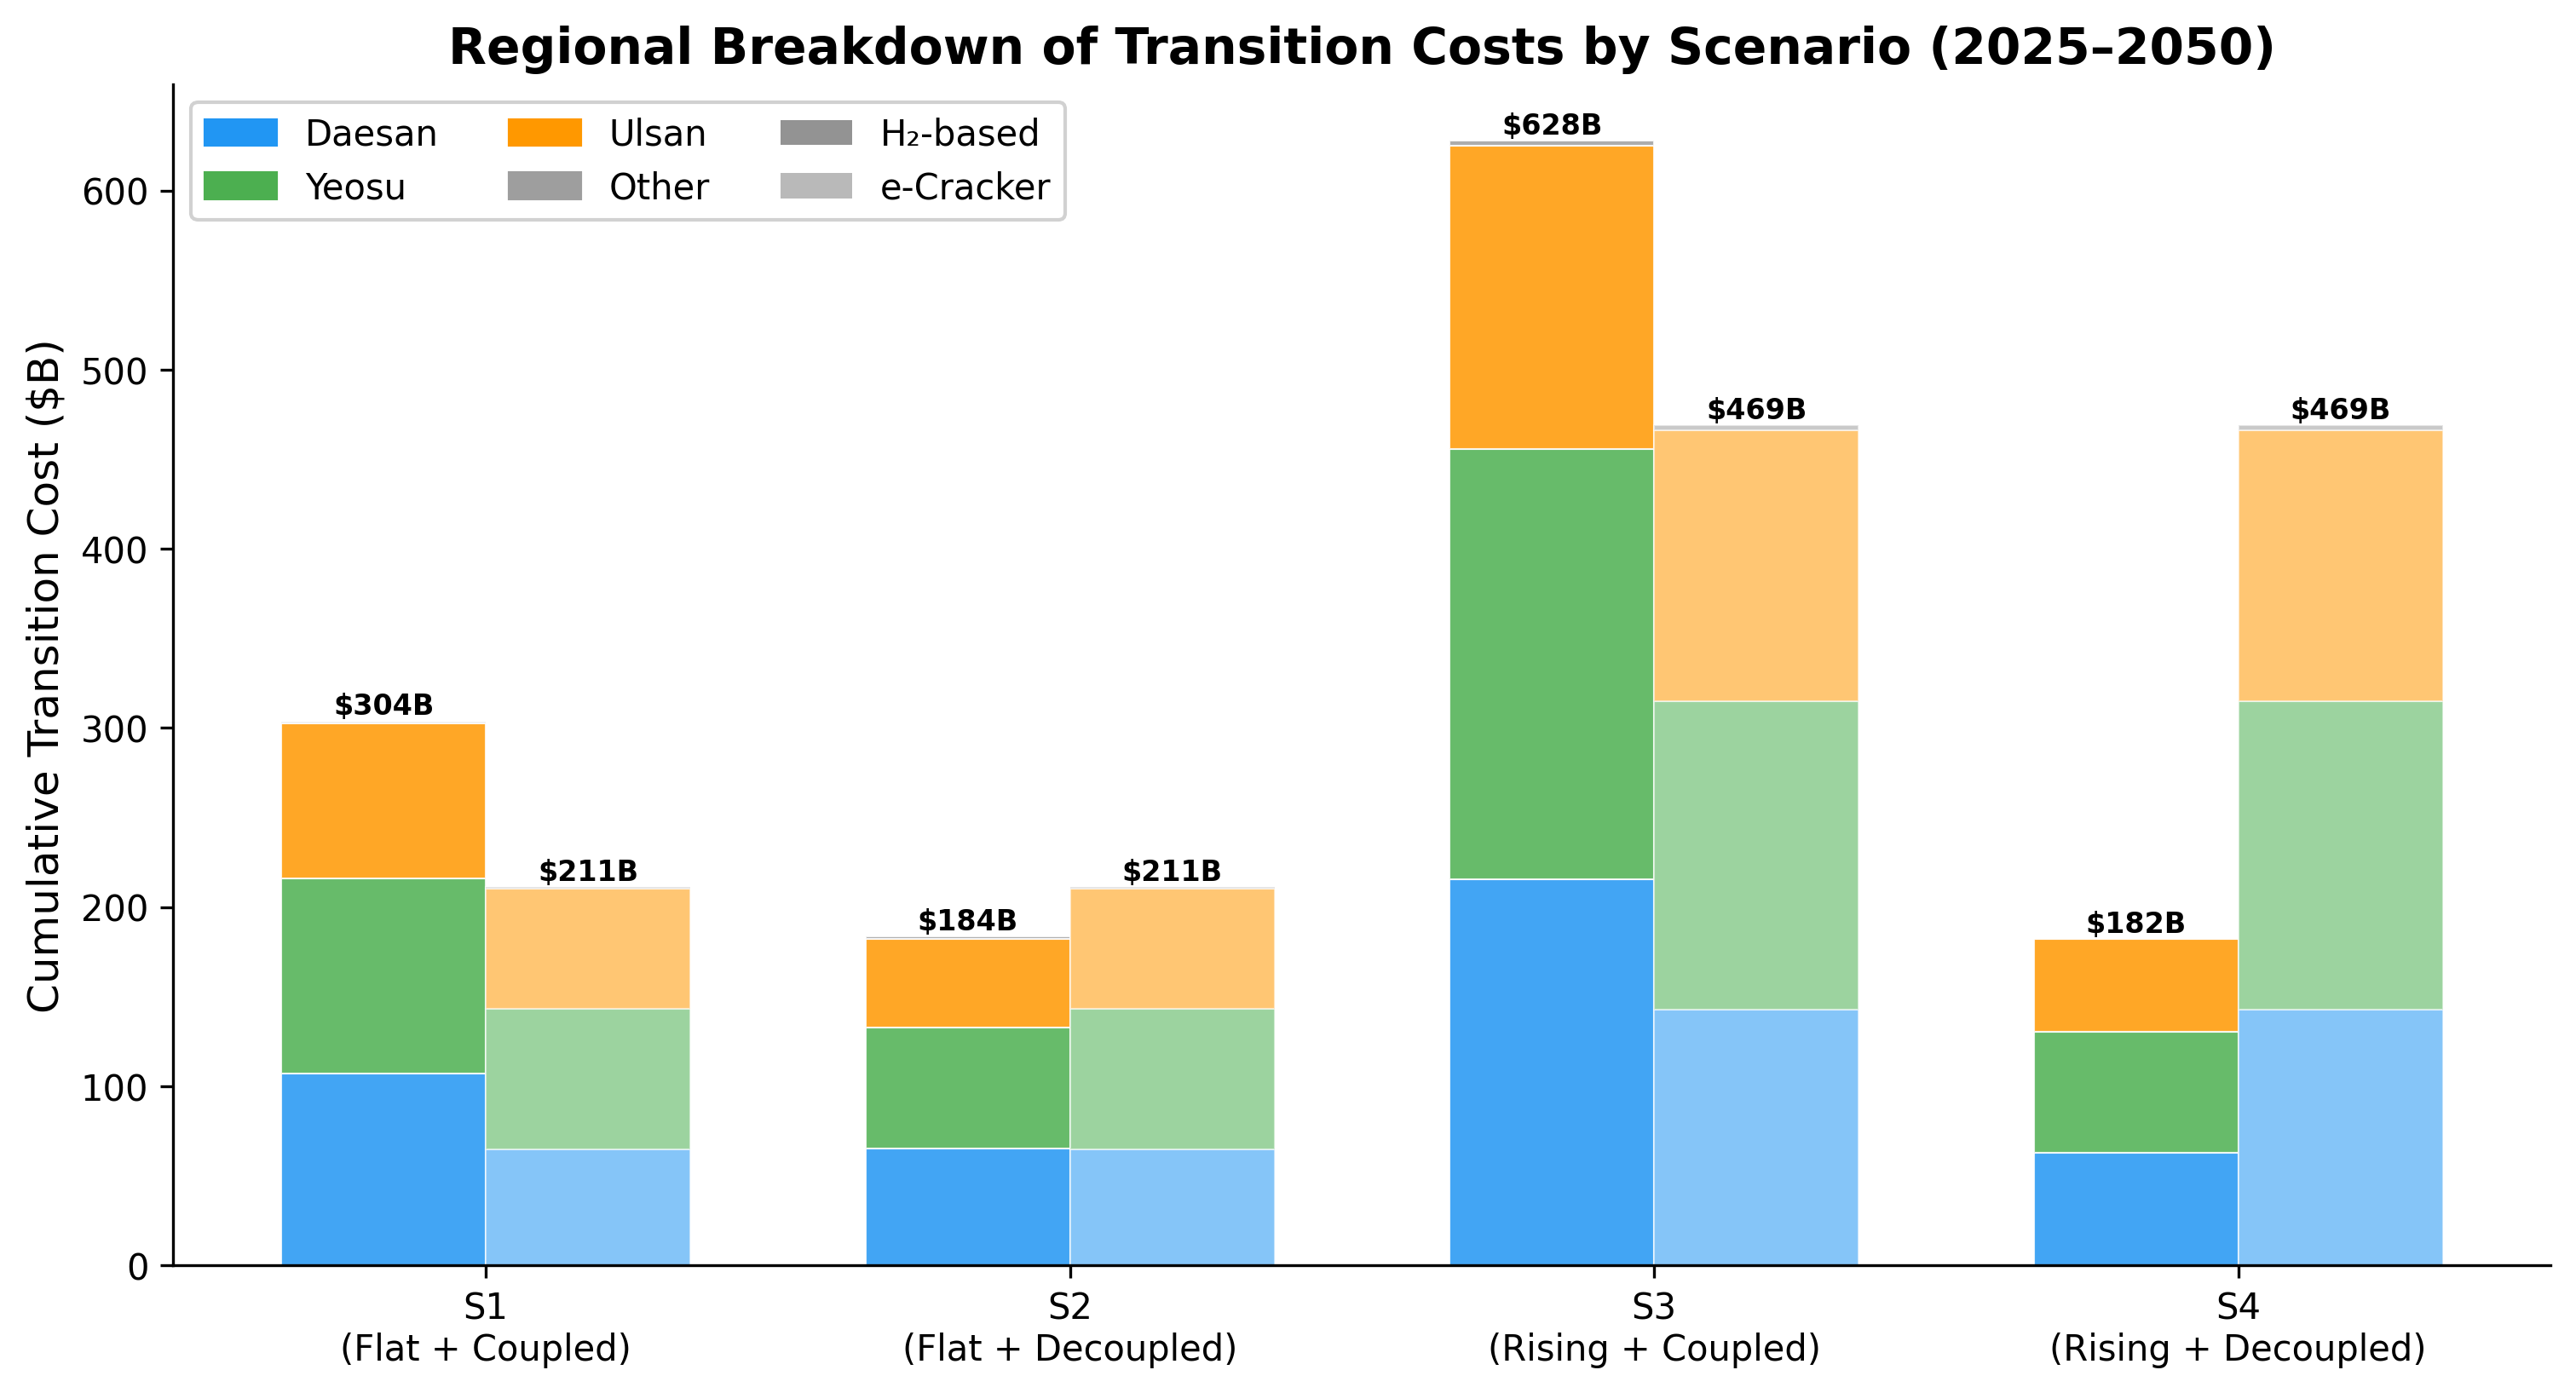 Regional Breakdown of Transition Costs by Scenario (2025–2050)
Daesan
Yeosu
Ulsan
Other
H₂-based
e-Cracker
Cumulative Transition Cost ($B)
600
500
400
300
200
100
0
$304B
$211B
$184B
$211B
$628B
$469B
$182B
$469B
S1
(Flat + Coupled)
S2
(Flat + Decoupled)
S3
(Rising + Coupled)
S4
(Rising + Decoupled)